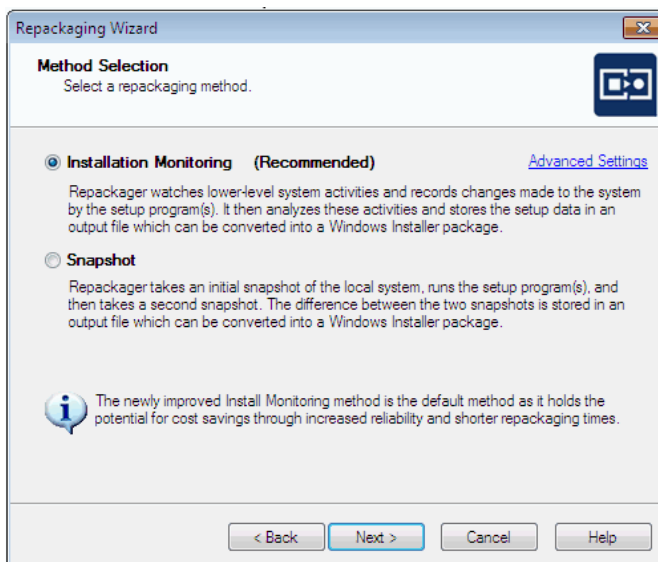 Repackaging Wizard
Method Selection
Select a repackaging method.
Installation Monitoring (Recommended)
Advanced Settings
Repackager watches lower-level system activities and records changes made to the system
by the setup program(s). It then analyzes these activities and stores the setup data in an
output file which can be converted into a Windows Installer package.
Snapshot
Repackager takes an initial snapshot of the local system, runs the setup program(s), and
then takes a second snapshot. The difference between the two snapshots is stored in an
output file which can be converted into a Windows Installer package.
The newly improved Install Monitoring method is the default method as it holds the
potential for cost savings through increased reliability and shorter repackaging times.
< Back
Next >
Cancel
Help